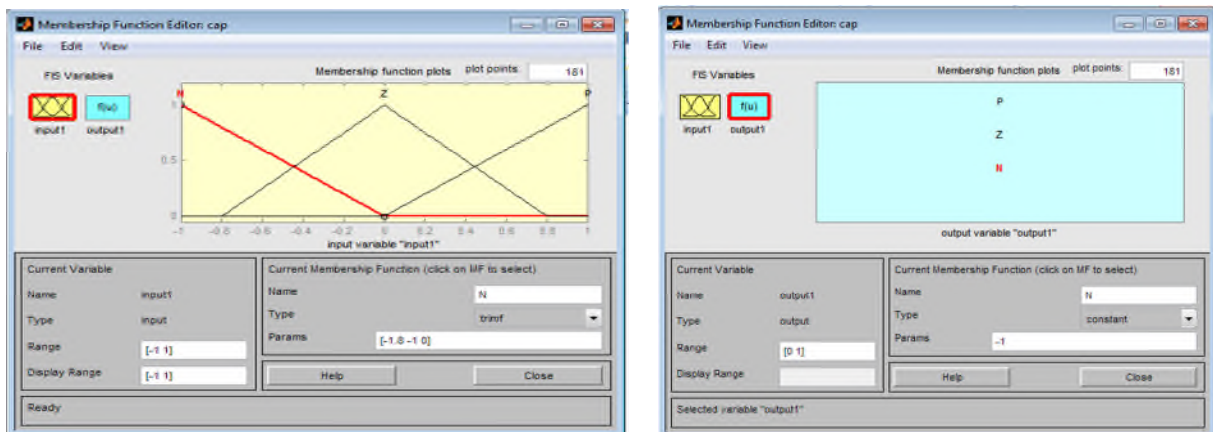 Membership Function Editor: cap
File Edit View
FIS Variables
Membership function plots plot points: 181
f(u)
input1 output1
N Z P
1
0.5
0
-1 -0.8 -0.6 -0.4 -0.2 0 0.2 0.4 0.6 0.8 1
input variable "input1"
Current Variable
Name input1
Type input
Range [-1 1]
Display Range [-1 1]
Current Membership Function (click on MF to select)
Name N
Type trimf
Params [-1.8 -1 0]
Help Close
Ready
Membership Function Editor: cap
File Edit View
FIS Variables
Membership function plots plot points: 181
f(u)
input1 output1
P
Z
N
output variable "output1"
Current Variable
Name output1
Type output
Range [0 1]
Display Range
Current Membership Function (click on MF to select)
Name N
Type constant
Params -1
Help Close
Selected variable "output1"